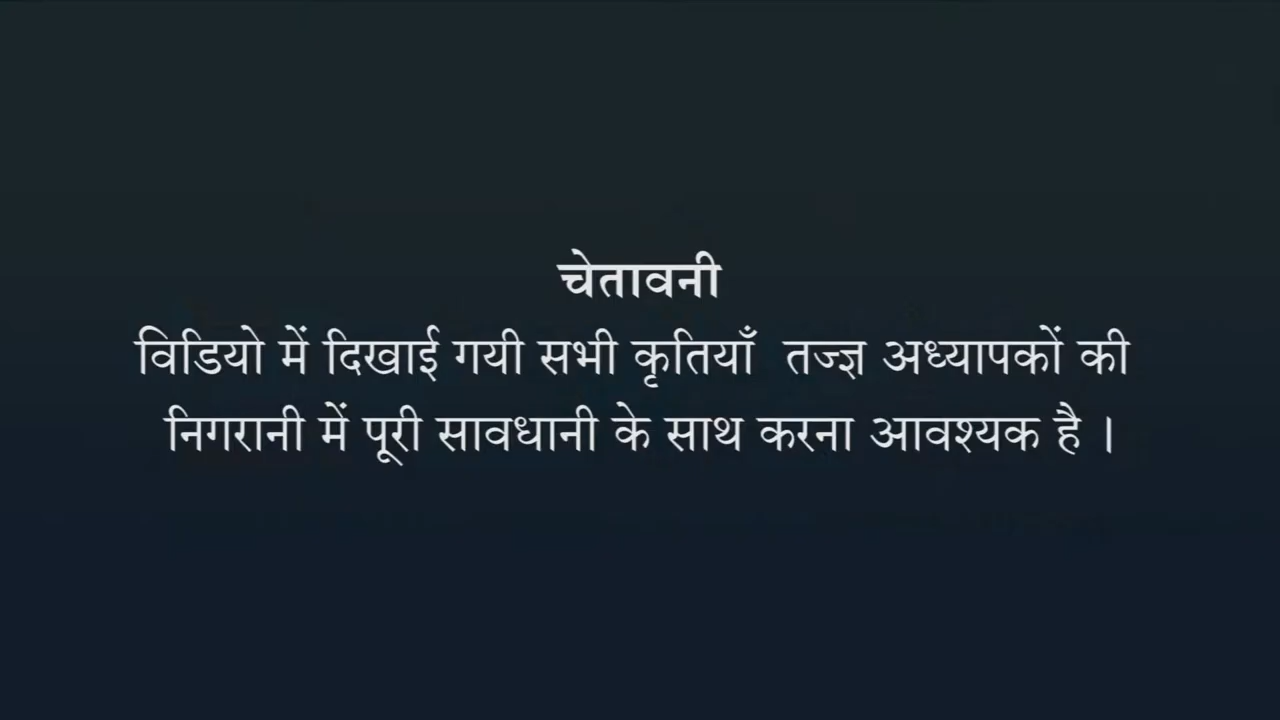 चेतावनी
विडियो में दिखाई गयी सभी कृतियाँ तज्ज्ञ अध्यापकों की
निगरानी में पूरी सावधानी के साथ करना आवश्यक है ।